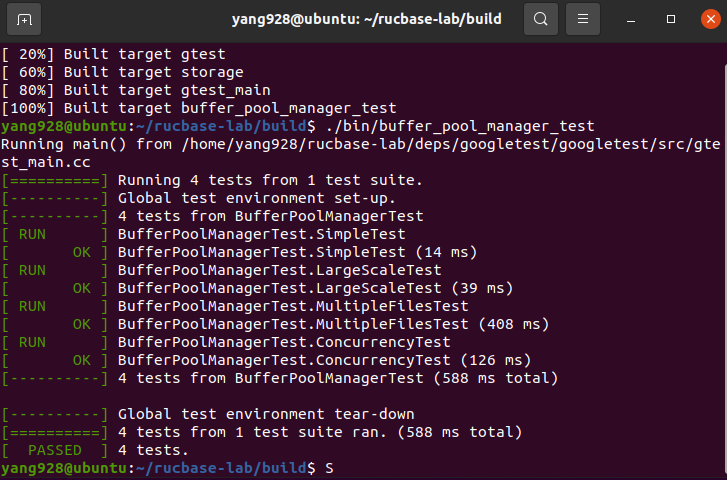 yang928@ubuntu: ~/rucbase-lab/build
[ 20%] Built target gtest
[ 60%] Built target storage
[ 80%] Built target gtest_main
[100%] Built target buffer_pool_manager_test
yang928@ubuntu:~/rucbase-lab/build$ ./bin/buffer_pool_manager_test
Running main() from /home/yang928/rucbase-lab/deps/googletest/googletest/src/gte
st_main.cc
[==========] Running 4 tests from 1 test suite.
[----------] Global test environment set-up.
[----------] 4 tests from BufferPoolManagerTest
[ RUN      ] BufferPoolManagerTest.SimpleTest
[       OK ] BufferPoolManagerTest.SimpleTest (14 ms)
[ RUN      ] BufferPoolManagerTest.LargeScaleTest
[       OK ] BufferPoolManagerTest.LargeScaleTest (39 ms)
[ RUN      ] BufferPoolManagerTest.MultipleFilesTest
[       OK ] BufferPoolManagerTest.MultipleFilesTest (408 ms)
[ RUN      ] BufferPoolManagerTest.ConcurrencyTest
[       OK ] BufferPoolManagerTest.ConcurrencyTest (126 ms)
[----------] 4 tests from BufferPoolManagerTest (588 ms total)
[----------] Global test environment tear-down
[==========] 4 tests from 1 test suite ran. (588 ms total)
[  PASSED  ] 4 tests.
yang928@ubuntu:~/rucbase-lab/build$ S